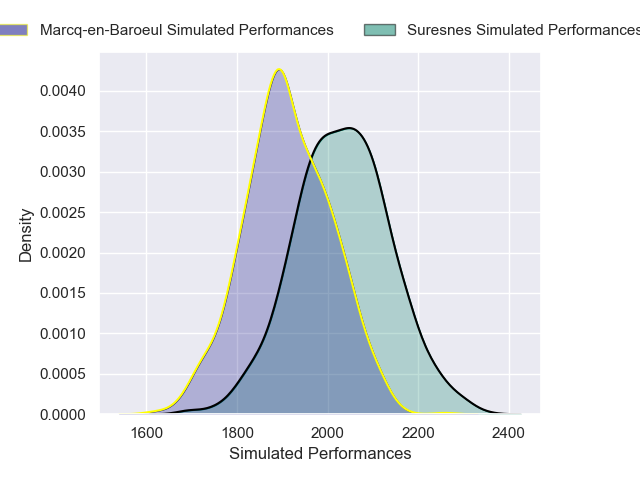 Marcq-en-Baroeul Simulated Performances
Suresnes Simulated Performances
0.0040
0.0035
0.0030
0.0025
0.0020
0.0015
0.0010
0.0005
0.0000
Density
1600 1800 2000 2200 2400
Simulated Performances